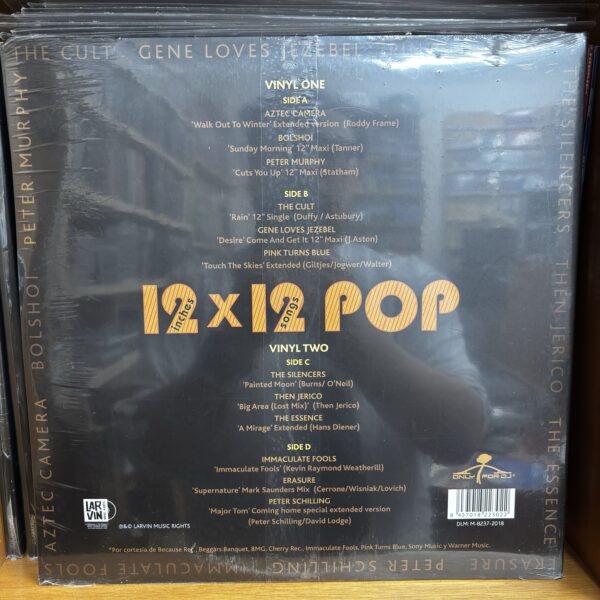 THE CULT GENE LOVES JEZEBEL
VINYL ONE
SIDE A
AZTEC CAMERA
'Walk Out To Winter' Extended version (Roddy Frame)
BOLSHOI
'Sunday Morning' 12" Maxi (Tanner)
PETER MURPHY
'Cuts You Up' 12" Maxi (Statham)
SIDE B
THE CULT
'Rain' 12" Single (Duffy / Astubury)
GENE LOVES JEZEBEL
'Desire' Come And Get It 12" Maxi (J.Aston)
PINK TURNS BLUE
'Touch The Skies' Extended (Giltjes/Jogwer/Walter)
12 x 12 POP
inches
songs
VINYL TWO
SIDE C
THE SILENCERS
'Painted Moon' (Burns/ O'Neil)
THEN JERICO
'Big Area (Lost Mix)' (Then Jerico)
THE ESSENCE
'A Mirage' Extended (Hans Diener)
SIDE D
IMMACULATE FOOLS
'Immaculate Fools' (Kevin Raymond Weatherill)
ERASURE
'Supernature' Mark Saunders Mix (Cerrone/Wisniak/Lovich)
PETER SCHILLING
'Major Tom' Coming home special extended version
(Peter Schilling/David Lodge)
LAR
VIN
℗&© LARVIN MUSIC RIGHTS
ONLY FOR DJ'
8 437018 223022
DLM: M-8237-2018
*Por cortesía de Because Rec., Beggars Banquet, BMG, Cherry Rec., Immaculate Fools, Pink Turns Blue, Sony Music y Warner Music.
AZTEC CAMERA BOLSHOI PETER MURPHY
THE SILENCERS THEN JERICO THE ESSENCE
IMMACULATE FOOLS PETER SCHILLING ERASURE